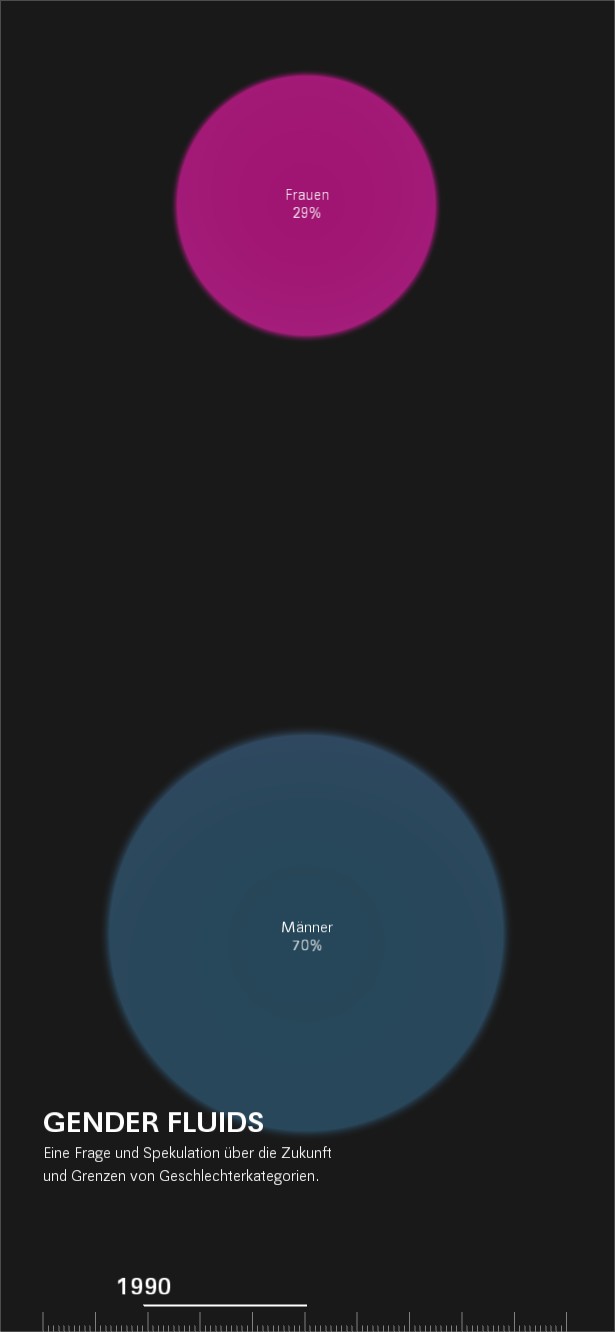 Frauen
29%
Männer
70%
GENDER FLUIDS
Eine Frage und Spekulation über die Zukunft
und Grenzen von Geschlechterkategorien.
1990